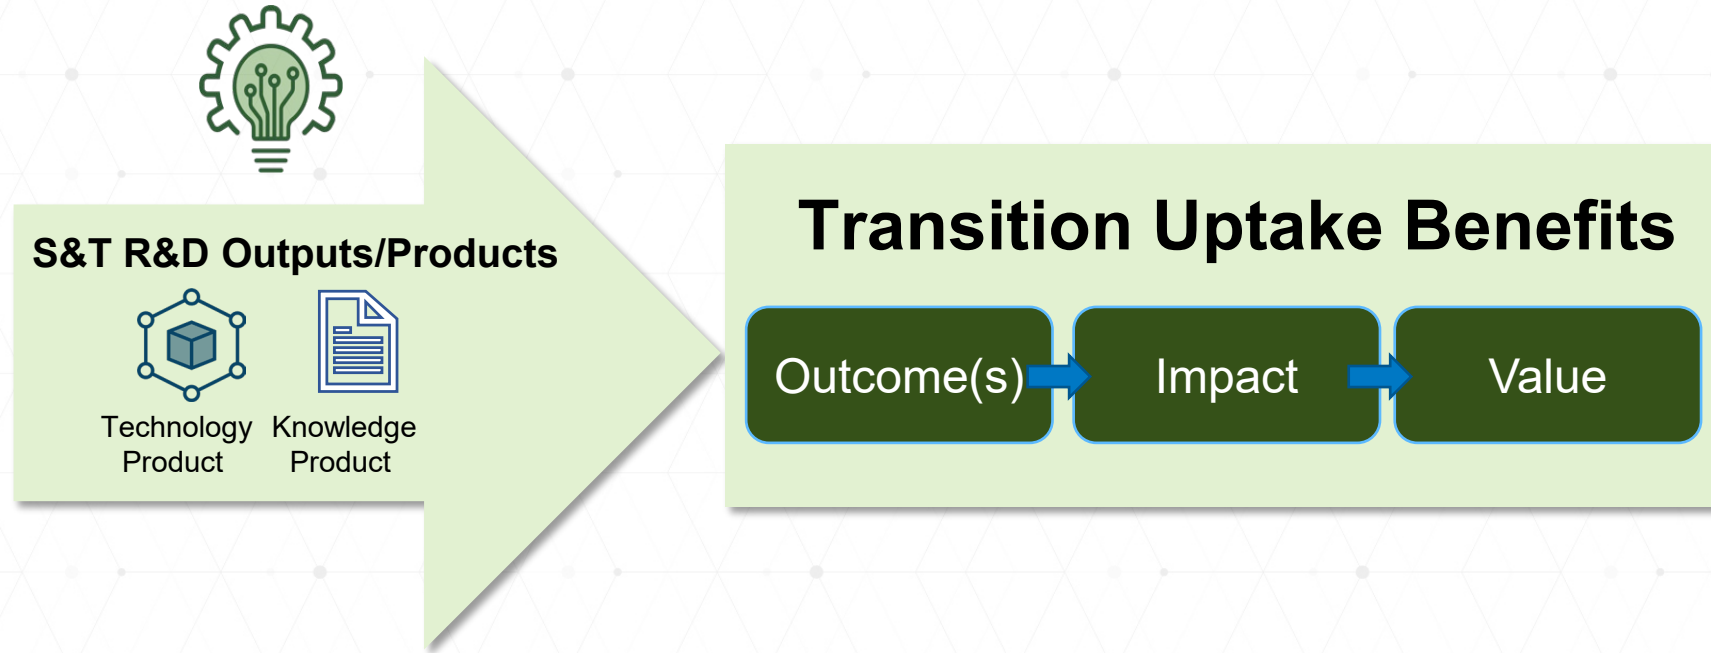 S&T R&D Outputs/Products
Technology
Product
Knowledge
Product
Transition Uptake Benefits
Outcome(s)
Impact
Value